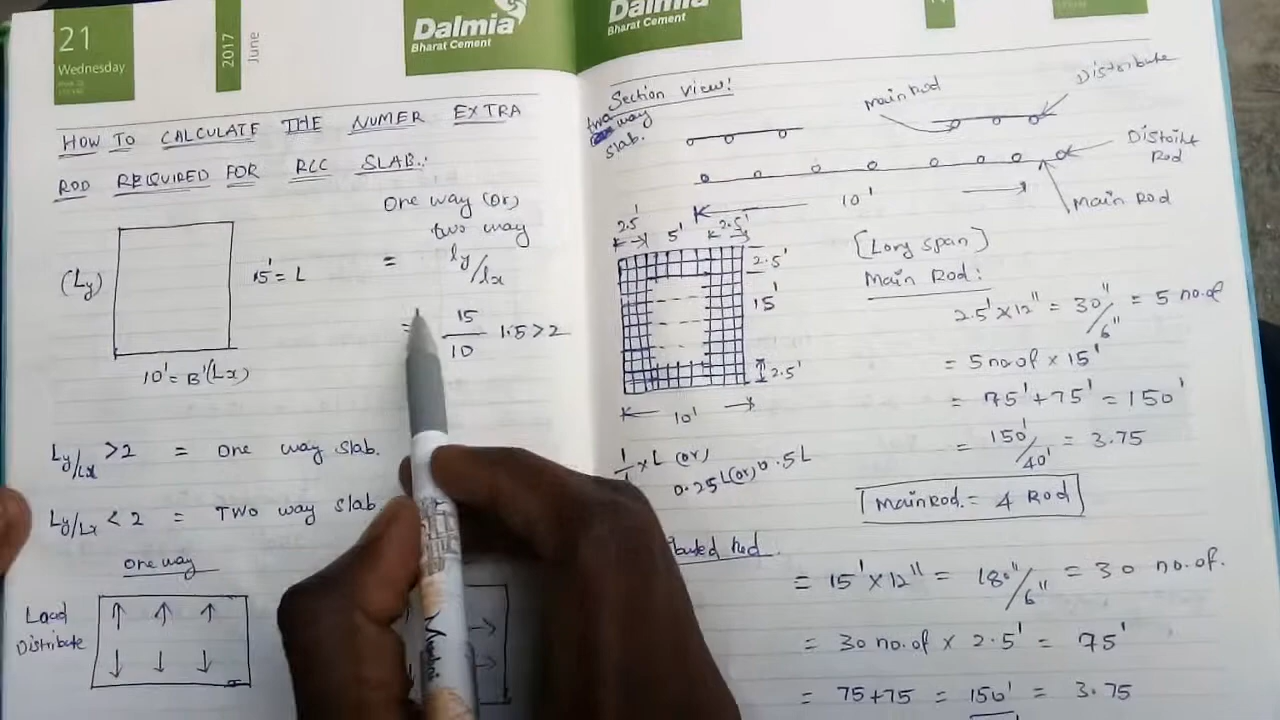 21
Wednesday
2017
June
Dalmia
Bharat Cement
HOW TO CALCULATE THE NUMER EXTRA
ROD REQUIRED FOR RCC SLAB:
One way (or)
two way
(Ly)
15' = L
= ly/lx
= 15/10 1.5 > 2
10' = B'(Lx)
Ly/Lx > 2 = One way slab.
Ly/Lx < 2 = TWO way slab
One way
Load
Distribute
Dalmia
Bharat Cement
Section view!
two way
slab.
Main Rod
Distribute
Rod
Main Rod
10'
2.5'
5'
2.5'
2.5'
15'
2.5'
10'
[Long span]
Main Rod:
2.5' x 12" = 30"/6" = 5 no.of
= 5 no.of x 15'
= 75' + 75' = 150'
= 150'/40' = 3.75
Main Rod = 4 Rod
x L (or)
0.25L (or) 0.5L
= 15' x 12" = 180"/6" = 30 no.of.
= 30 no.of x 2.5' = 75'
= 75+75 = 150' = 3.75